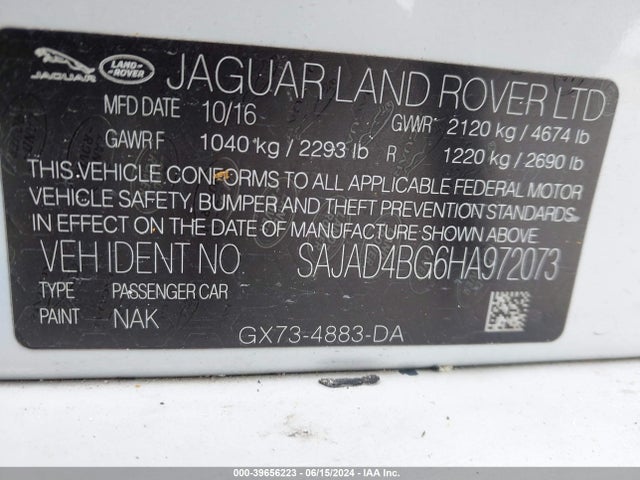 JAGUAR LAND ROVER JAGUAR LAND ROVER LTD
MFD DATE 10/16 GVWR 2120 kg / 4674 lb
GAWR F 1040 kg / 2293 lb R 1220 kg / 2690 lb
THIS VEHICLE CONFORMS TO ALL APPLICABLE FEDERAL MOTOR
VEHICLE SAFETY, BUMPER AND THEFT PREVENTION STANDARDS
IN EFFECT ON THE DATE OF MANUFACTURE SHOWN ABOVE
VEH IDENT NO. SAJAD4BG6HA972073
TYPE PASSENGER CAR
PAINT NAK GX73-4883-DA
000-39656223 - 06/15/2024 - IAAI.com